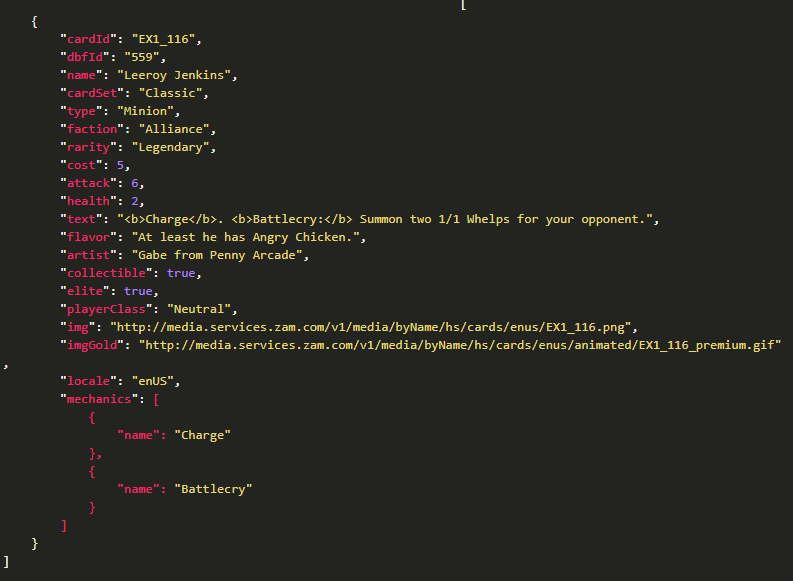 [
{
"cardId": "EX1_116",
"dbfId": "559",
"name": "Leeroy Jenkins",
"cardSet": "Classic",
"type": "Minion",
"faction": "Alliance",
"rarity": "Legendary",
"cost": 5,
"attack": 6,
"health": 2,
"text": "<b>Charge</b>. <b>Battlecry:</b> Summon two 1/1 Whelps for your opponent.",
"flavor": "At least he has Angry Chicken.",
"artist": "Gabe from Penny Arcade",
"collectible": true,
"elite": true,
"playerClass": "Neutral",
"img": "http://media.services.zam.com/v1/media/byName/hs/cards/enus/EX1_116.png",
"imgGold": "http://media.services.zam.com/v1/media/byName/hs/cards/enus/animated/EX1_116_premium.gif"
,
"locale": "enUS",
"mechanics": [
{
"name": "Charge"
},
{
"name": "Battlecry"
}
]
}
]